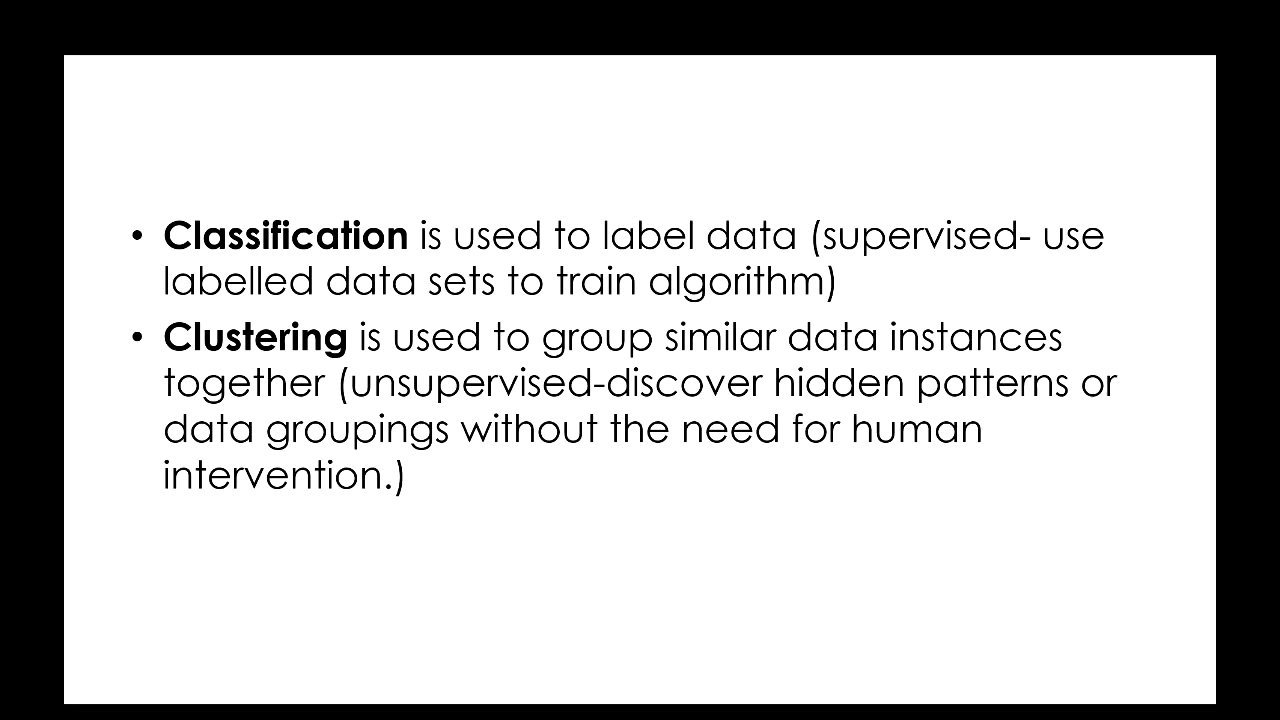 • Classification is used to label data (supervised- use
labelled data sets to train algorithm)
• Clustering is used to group similar data instances
together (unsupervised-discover hidden patterns or
data groupings without the need for human
intervention.)